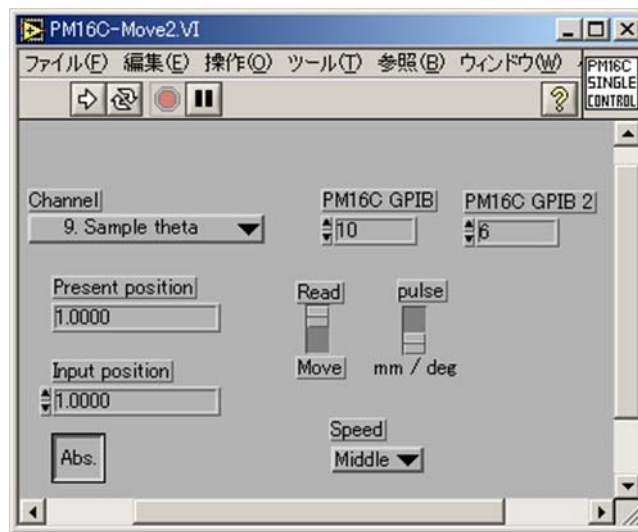 PM16C-Move2.VI
ファイル(F) 編集(E) 操作(O) ツール(T) 参照(B) ウィンドウ(W)
PM16C
SINGLE
CONTROL
Channel
9. Sample theta
PM16C GPIB
10
PM16C GPIB 2
6
Present position
1.0000
Read
Move
pulse
mm / deg
Input position
1.0000
Abs.
Speed
Middle